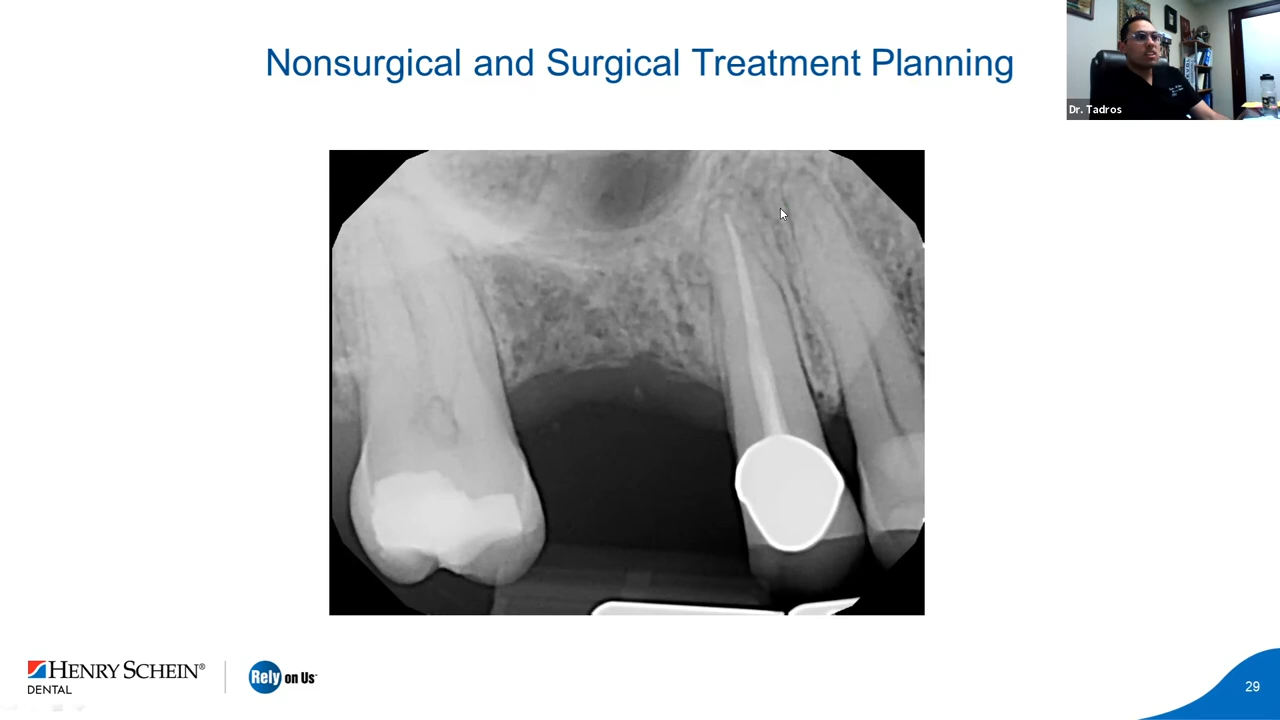 Nonsurgical and Surgical Treatment Planning
Dr. Tadros
HENRY SCHEIN®
DENTAL
Rely on Us
29